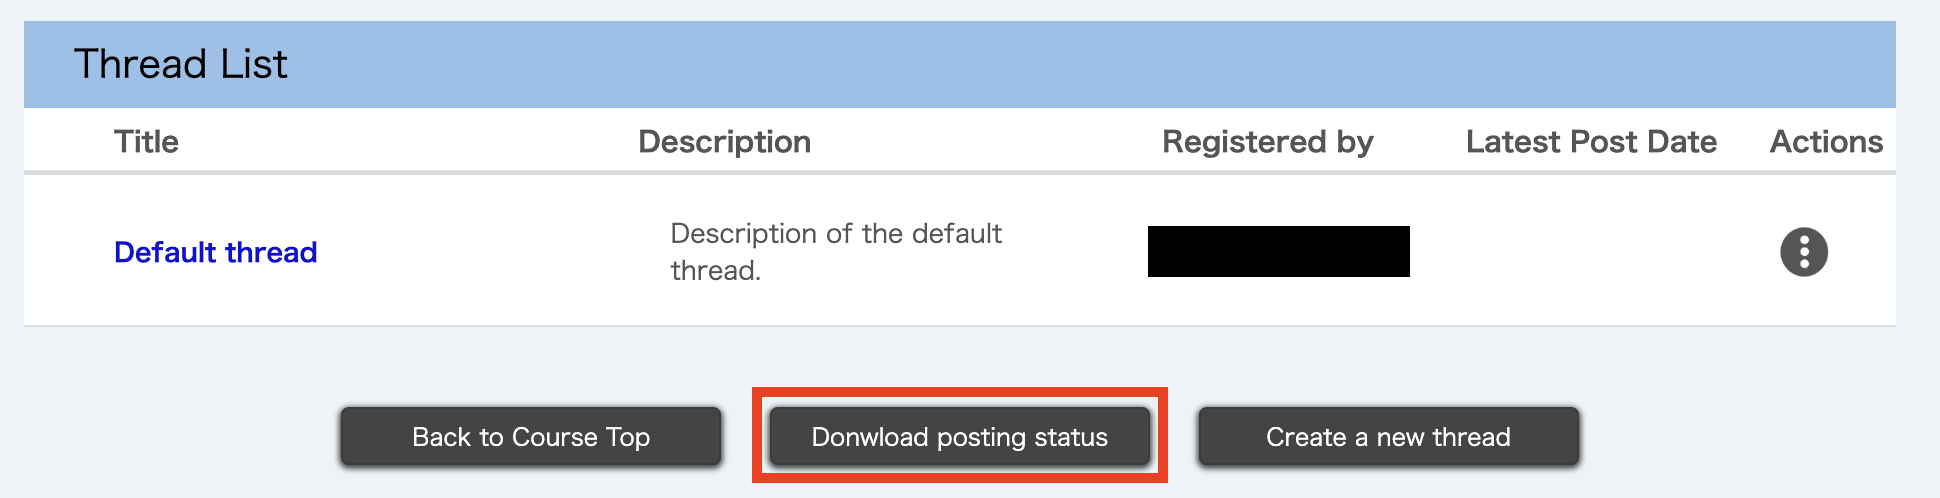 Thread List
Title Description Registered by Latest Post Date Actions
Default thread
Description of the default
thread.
Back to Course Top
Donwload posting status
Create a new thread